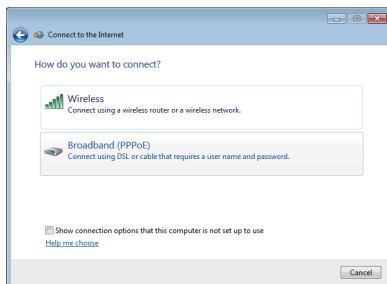 Connect to the Internet
How do you want to connect?
Wireless
Connect using a wireless router or a wireless network.
Broadband (PPPoE)
Connect using DSL or cable that requires a user name and password.
Show connection options that this computer is not set up to use
Help me choose
Cancel